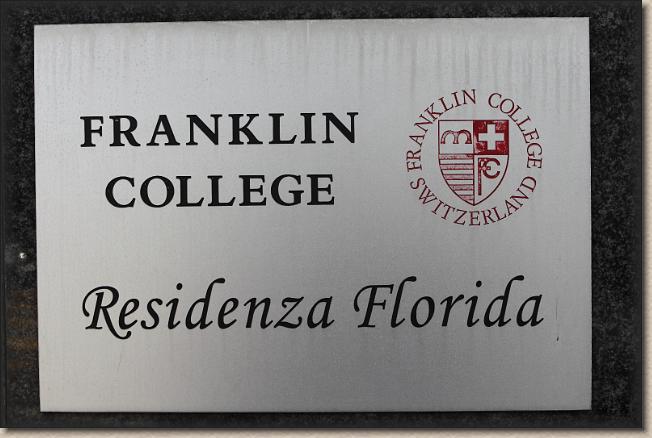 FRANKLIN
COLLEGE
FRANKLIN COLLEGE
SWITZERLAND
Residenza Florida